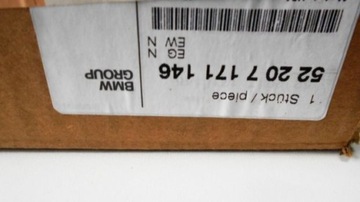 1 Stück / piece
52 20 7 171 146
EG N
EW N
BMW
GROUP